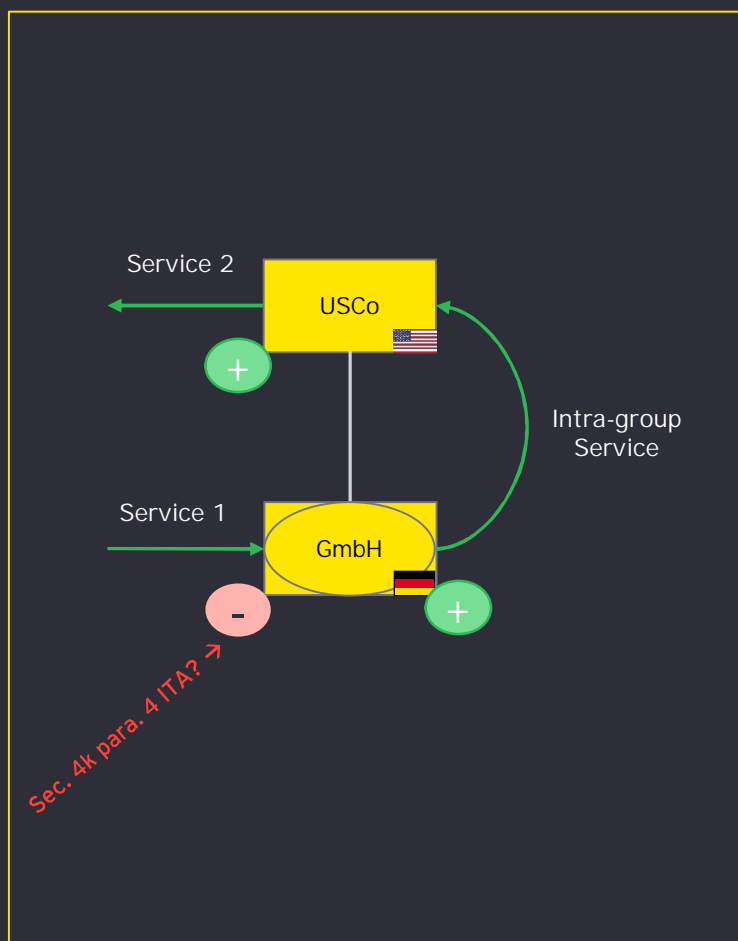 Service 2
USCo
+
Intra-group
Service
Service 1
GmbH
-
+
Sec. 4k para. 4 ITA? →